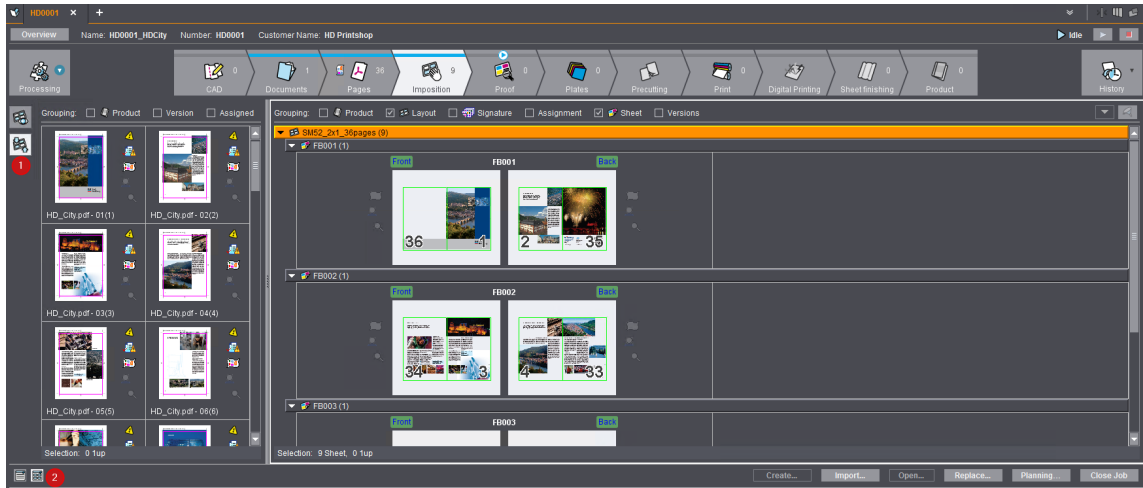 HD0001 × +
Overview Name: HD0001_HDCity Number: HD0001 Customer Name: HD Printshop Idle
Processing
0 CAD
1 Documents
36 Pages
9 Imposition
0 Proof
0 Plates
Precutting
0 Print
Digital Printing
0 Sheet finishing
0 Product
History
Grouping: Product Version Assigned
Grouping: Product Layout Signature Assignment Sheet Versions
1
HD_City.pdf - 01(1) HD_City.pdf - 02(2)
HD_City.pdf - 03(3) HD_City.pdf - 04(4)
HD_City.pdf - 05(5) HD_City.pdf - 06(6)
Selection: 0 1up
SM52_2x1_36pages (9)
FB001 (1)
Front FB001 Back
36 4 2 35
FB002 (1)
Front FB002 Back
34 3 4 33
FB003 (1)
Front FB003 Back
Selection: 9 Sheet, 0 1up
2
Create... Import... Open... Replace... Planning... Close Job